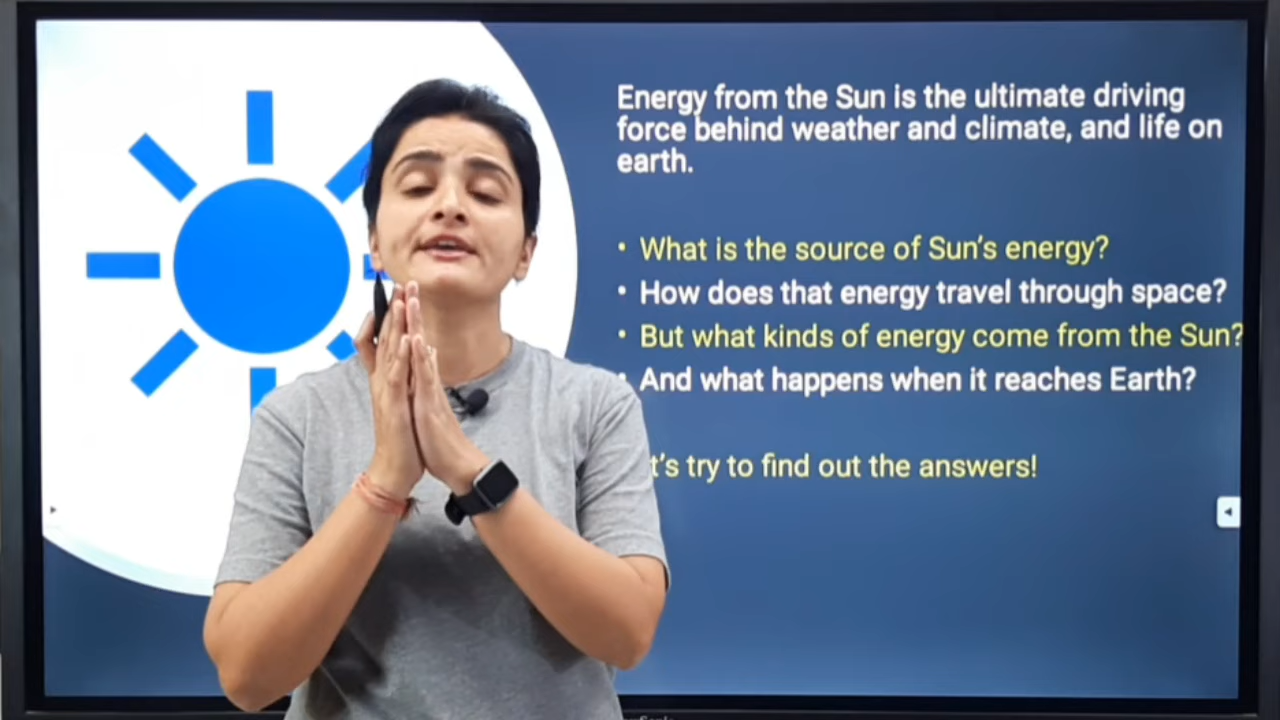 Energy from the Sun is the ultimate driving
force behind weather and climate, and life on
earth.
• What is the source of Sun's energy?
• How does that energy travel through space?
• But what kinds of energy come from the Sun?
• And what happens when it reaches Earth?
t's try to find out the answers!